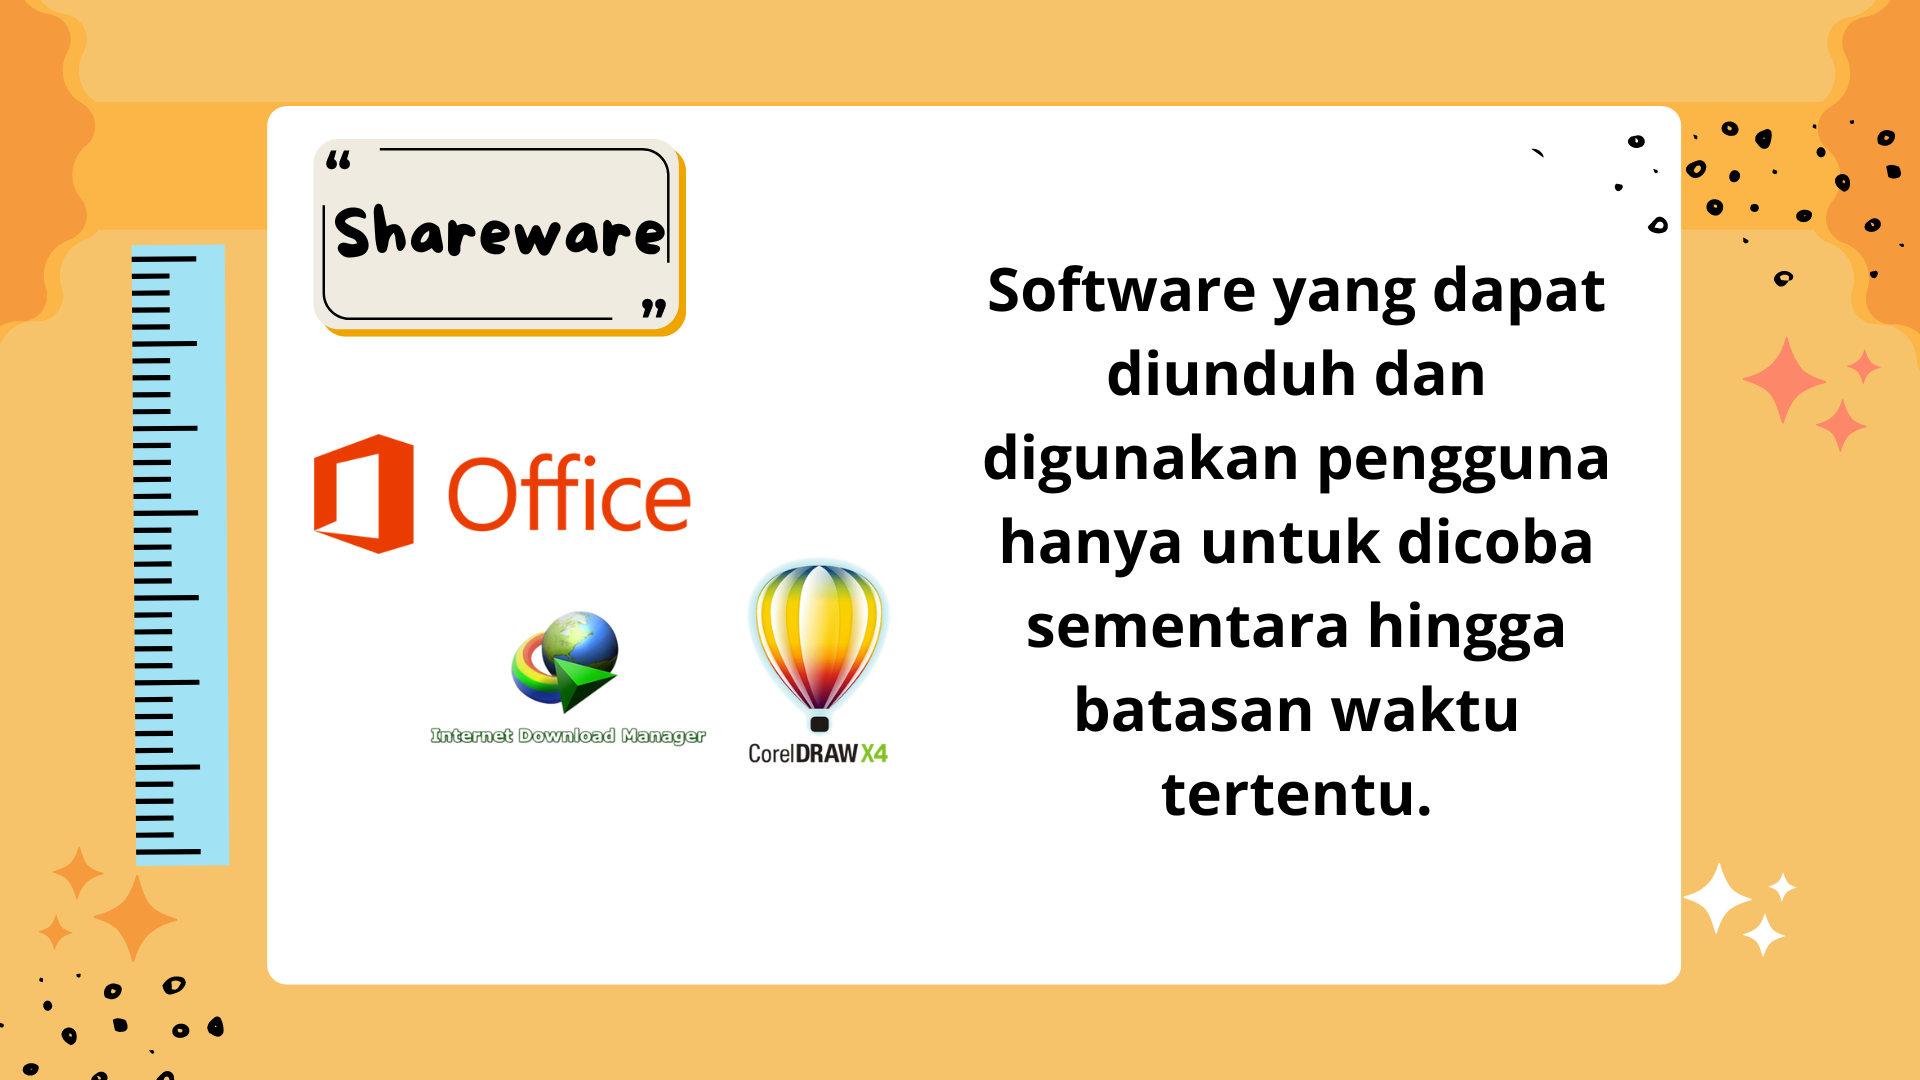 “
Shareware
”
Office
Internet Download Manager
CorelDRAW X4
Software yang dapat
diunduh dan
digunakan pengguna
hanya untuk dicoba
sementara hingga
batasan waktu
tertentu.